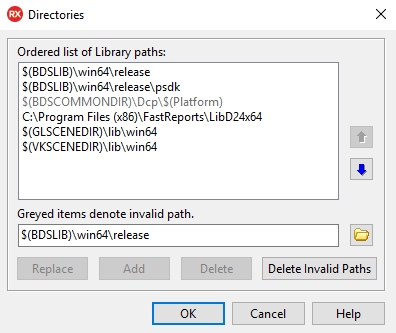 RX Directories
Ordered list of Library paths:
$(BDSLIB)\win64\release
$(BDSLIB)\win64\release\psdk
$(BDSCOMMONDIR)\Dcp\$(Platform)
C:\Program Files (x86)\FastReports\LibD24x64
$(GLSCENEDIR)\lib\win64
$(VKSCENEDIR)\lib\win64
Greyed items denote invalid path.
$(BDSLIB)\win64\release
Replace Add Delete Delete Invalid Paths
OK Cancel Help